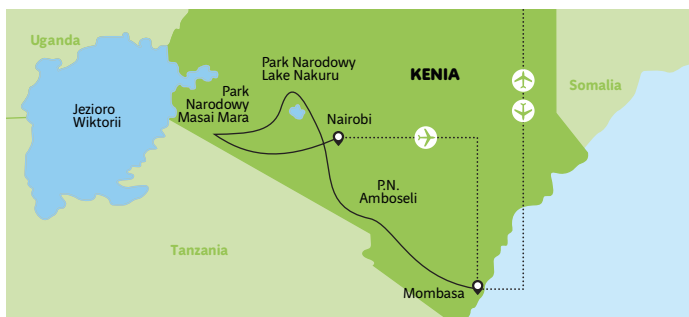 Uganda
Jezioro
Wiktorii
Park
Narodowy
Masai Mara
Park Narodowy
Lake Nakuru
KENIA
Somalia
Nairobi
P.N.
Amboseli
Tanzania
Mombasa